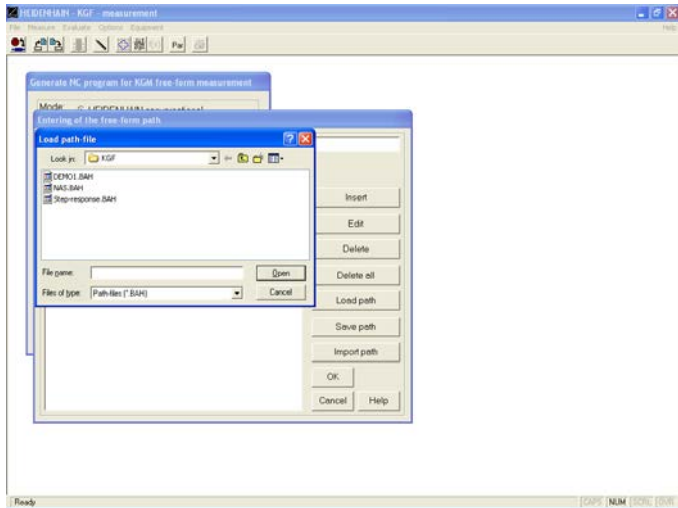 HEIDENHAIN - KGF - measurement
File Measure Evaluate Options Equipment Help
Par
Generate NC program for KGM free-form measurement
Mode: HEIDENHAIN conversational
Entering of the free-form path
Load path-file
Look in: KGF
DEMO1.BAH
NAS.BAH
Step-response.BAH
File name: Open
Files of type: Path-files (*.BAH) Cancel
Insert
Edit
Delete
Delete all
Load path
Save path
Import path
OK
Cancel Help
Ready CAPS NUM SCRL OVR